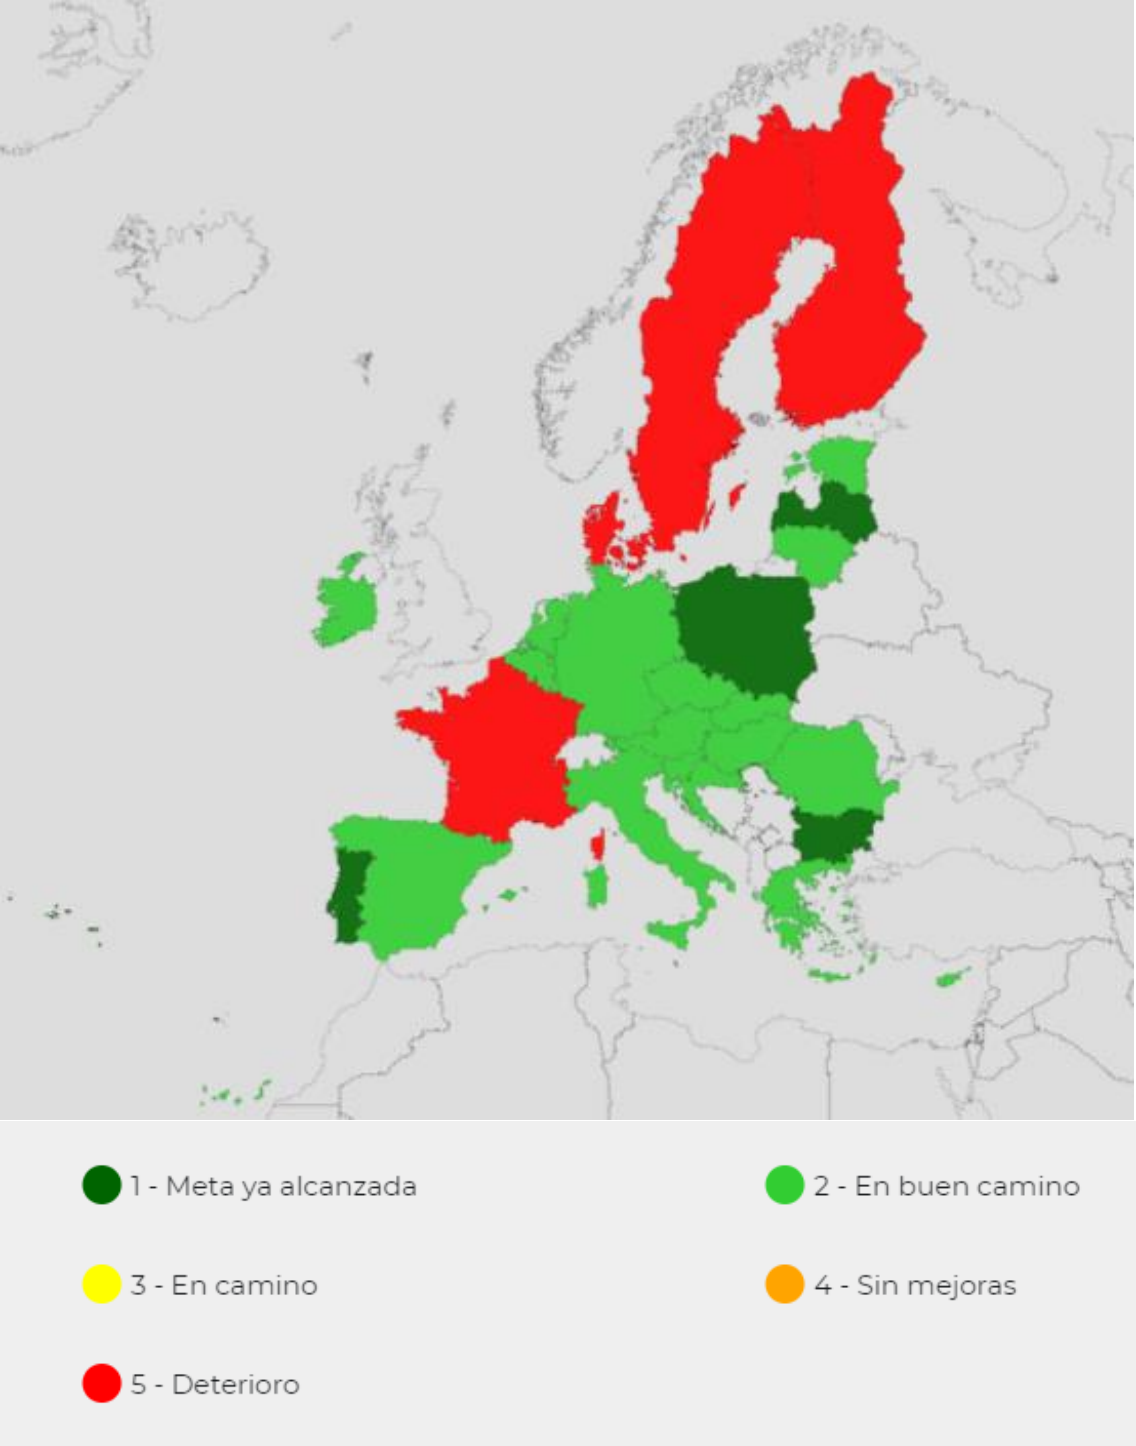 1 - Meta ya alcanzada
2 - En buen camino
3 - En camino
4 - Sin mejoras
5 - Deterioro